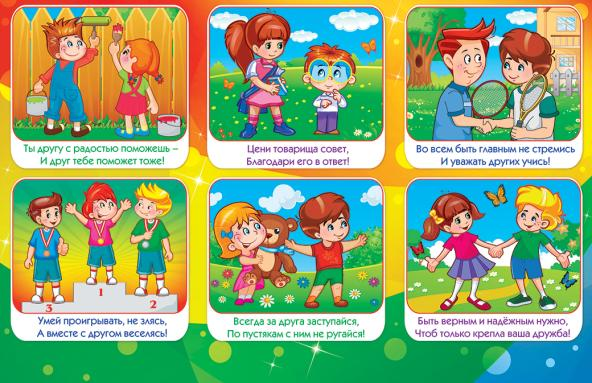 Ты другу с радостью поможешь –
И друг тебе поможет тоже!
Цени товарища совет,
Благодари его в ответ!
Во всем быть главным не стремись
И уважать других учись!
3
1
2
Умей проигрывать, не злясь,
А вместе с другом веселясь!
Всегда за друга заступайся,
По пустякам с ним не ругайся!
Быть верным и надёжным нужно,
Чтоб только крепла ваша дружба!